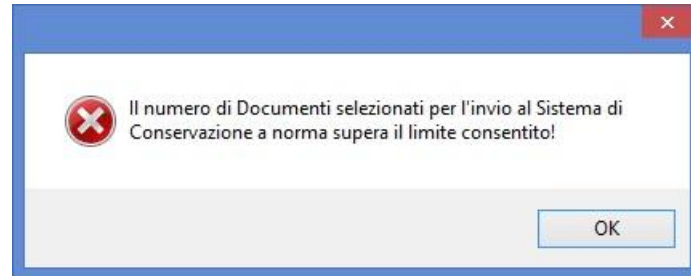 Il numero di Documenti selezionati per l'invio al Sistema di
Conservazione a norma supera il limite consentito!
OK